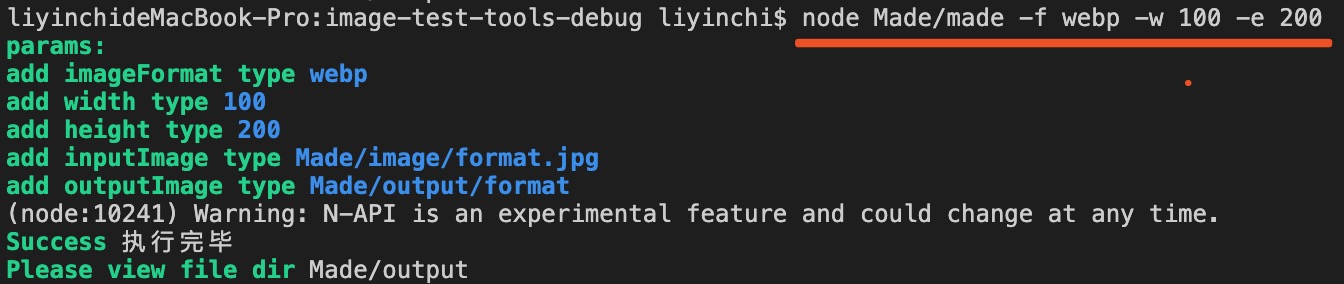 liyinchideMacBook-Pro:image-test-tools-debug liyinchi$ node Made/made -f webp -w 100 -e 200
params:
add imageFormat type webp
add width type 100
add height type 200
add inputImage type Made/image/format.jpg
add outputImage type Made/output/format
(node:10241) Warning: N-API is an experimental feature and could change at any time.
Success 执行完毕
Please view file dir Made/output